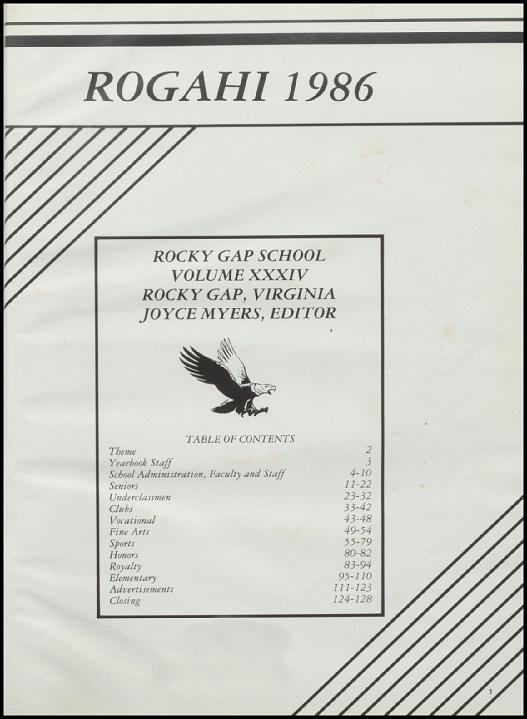 ROGAHI 1986
ROCKY GAP SCHOOL
VOLUME XXXIV
ROCKY GAP, VIRGINIA
JOYCE MYERS, EDITOR
TABLE OF CONTENTS
Theme 2
Yearbook Staff 3
School Administration, Faculty and Staff 4-10
Seniors 11-22
Underclassmen 23-32
Clubs 33-42
Vocational 43-48
Fine Arts 49-54
Sports 55-79
Honors 80-82
Royalty 83-94
Elementary 95-110
Advertisements 111-123
Closing 124-128
1